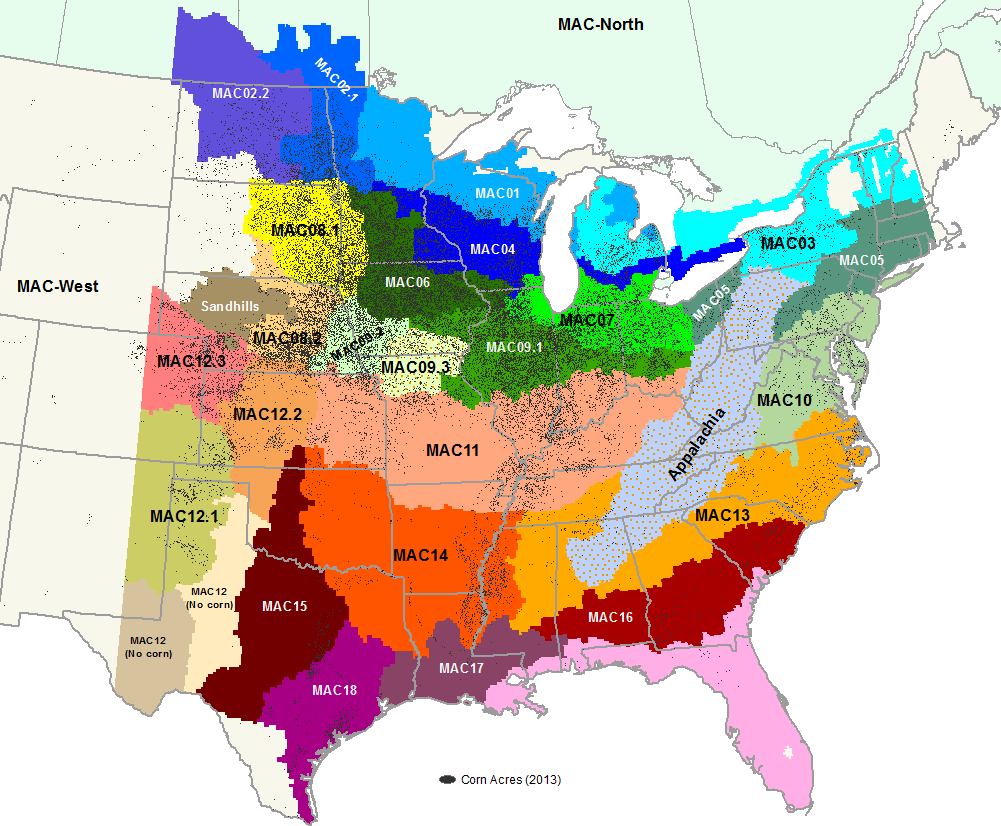 MAC-North
MAC02.2
MAC02.1
MAC01
MAC08.1
MAC04
MAC03
MAC05
MAC-West
MAC06
Sandhills
MAC05
MAC07
MAC08.2
MAC09.1
MAC12.3
MAC09.3
MAC10
MAC12.2
Appalachia
MAC11
MAC12.1
MAC13
MAC14
MAC12
(No corn)
MAC15
MAC16
MAC12
(No corn)
MAC17
MAC18
Corn Acres (2013)